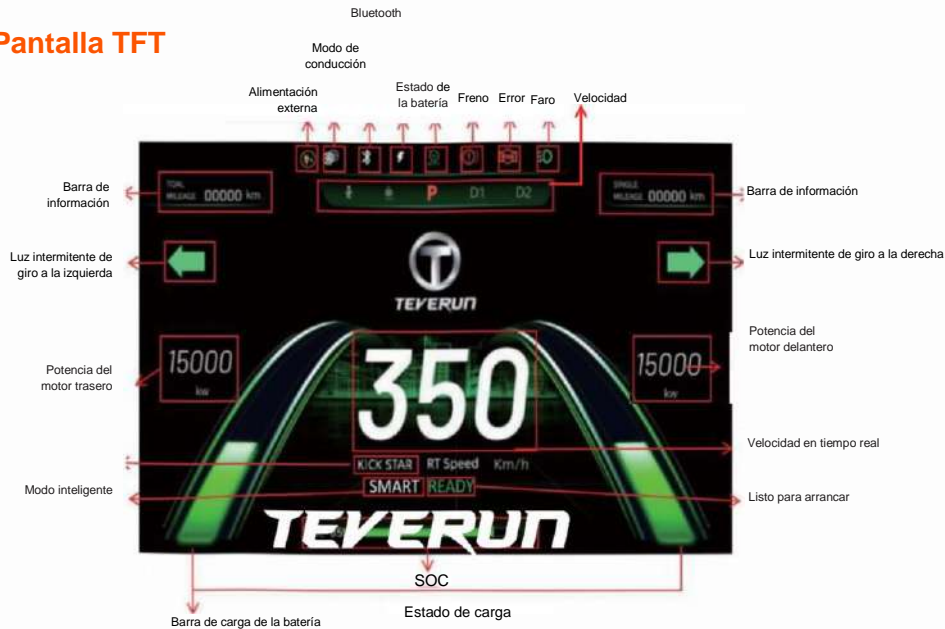 Bluetooth
Pantalla TFT
Modo de
conducción
Alimentación
externa
Estado de
la batería
Freno
Error
Faro
Velocidad
Barra de
información
TOAL
MILEAGE 00000 km
P D1 D2
SINGLE
MILEAGE 00000 km
Barra de información
Luz intermitente de
giro a la izquierda
TEVERUN
Luz intermitente de giro a la derecha
Potencia del
motor trasero
15000
kw
350
15000
kw
Potencia del
motor delantero
Velocidad en tiempo real
KICK STAR RT Speed Km/h
Modo inteligente
SMART READY
Listo para arrancar
TEVERUN
SOC
Estado de carga
Barra de carga de la batería